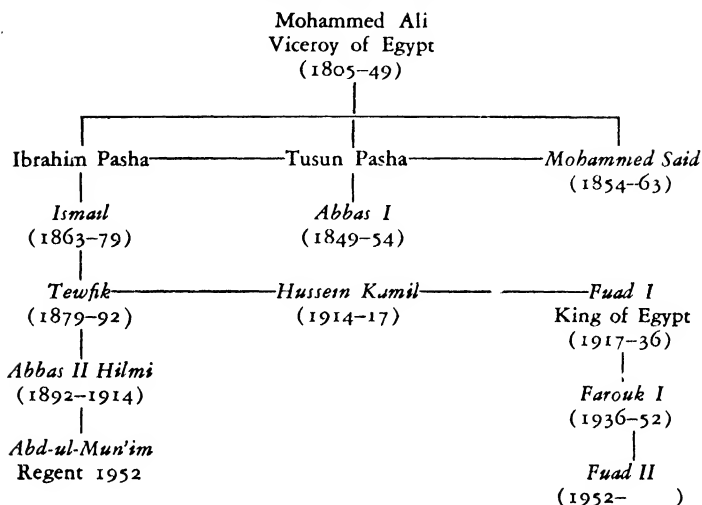 Mohammed Ali
Viceroy of Egypt
(1805–49)
Ibrahim Pasha Tusun Pasha Mohammed Said
(1854–63)
Ismail Abbas I
(1863–79) (1849–54)
Tewfik Hussein Kamil Fuad I
(1879–92) (1914–17) King of Egypt
(1917–36)
Abbas II Hilmi
(1892–1914) Farouk I
(1936–52)
Abd-ul-Mun'im
Regent 1952 Fuad II
(1952– )